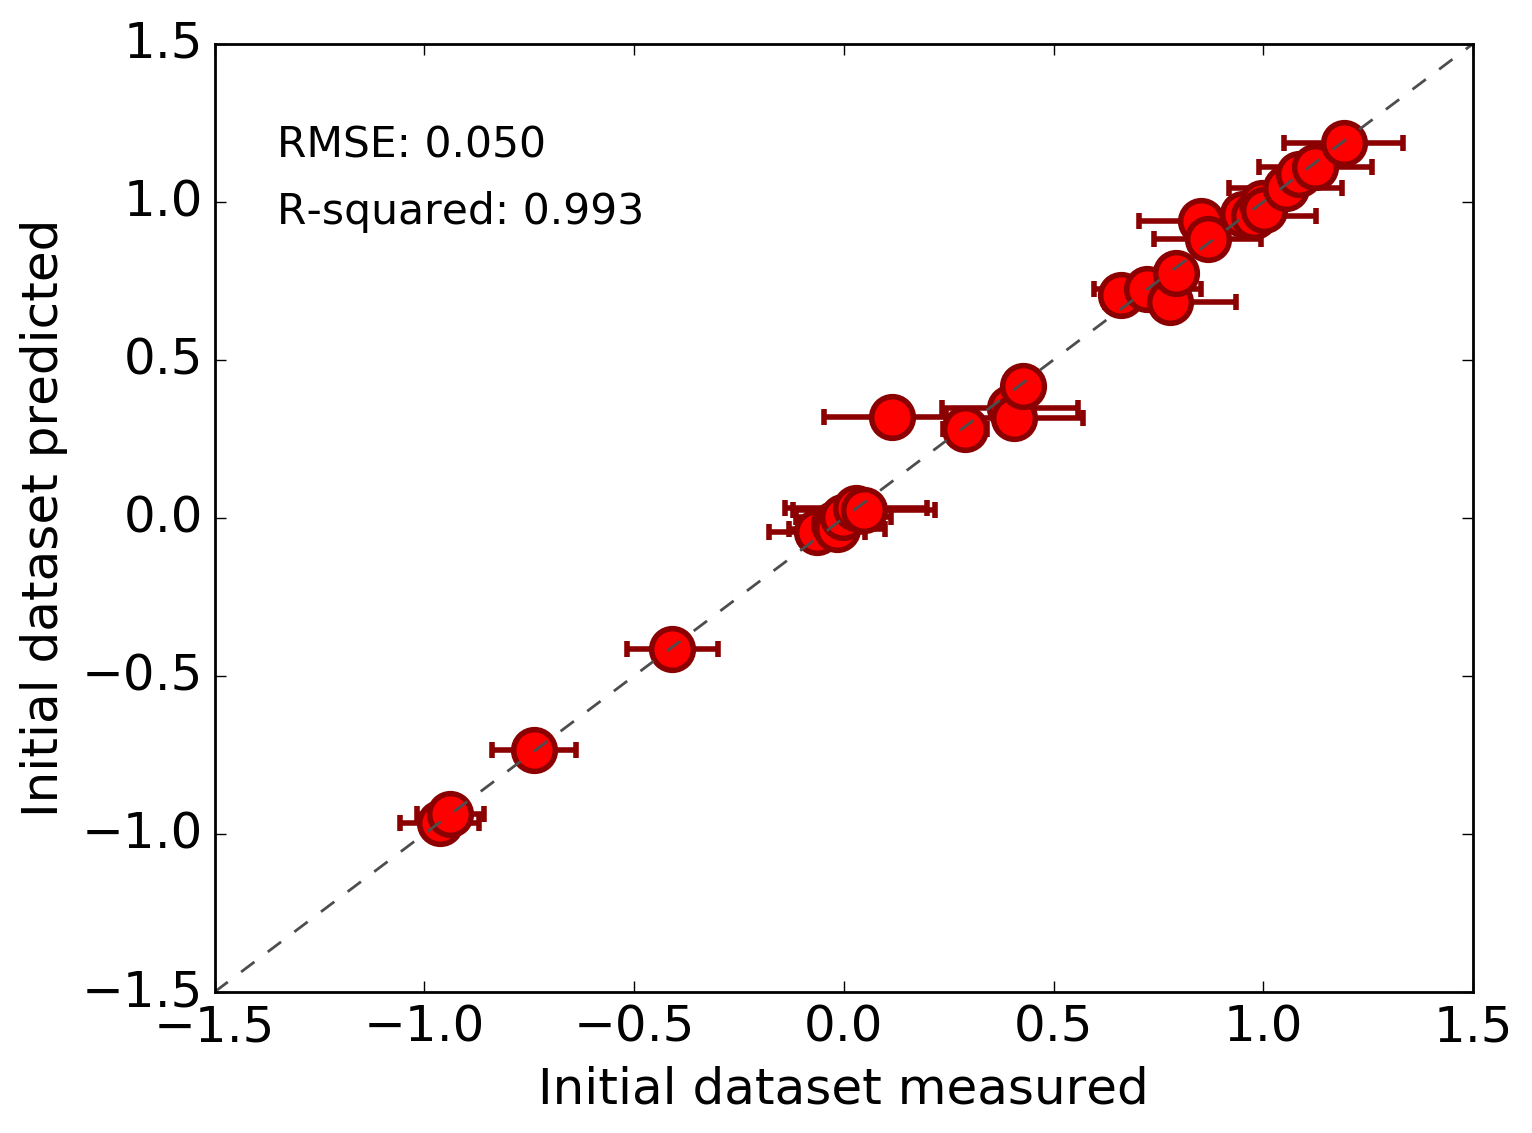 1.5
1.0
0.5
0.0
−0.5
−1.0
−1.5
Initial dataset predicted
RMSE: 0.050
R-squared: 0.993
−1.5 −1.0 −0.5 0.0 0.5 1.0 1.5
Initial dataset measured